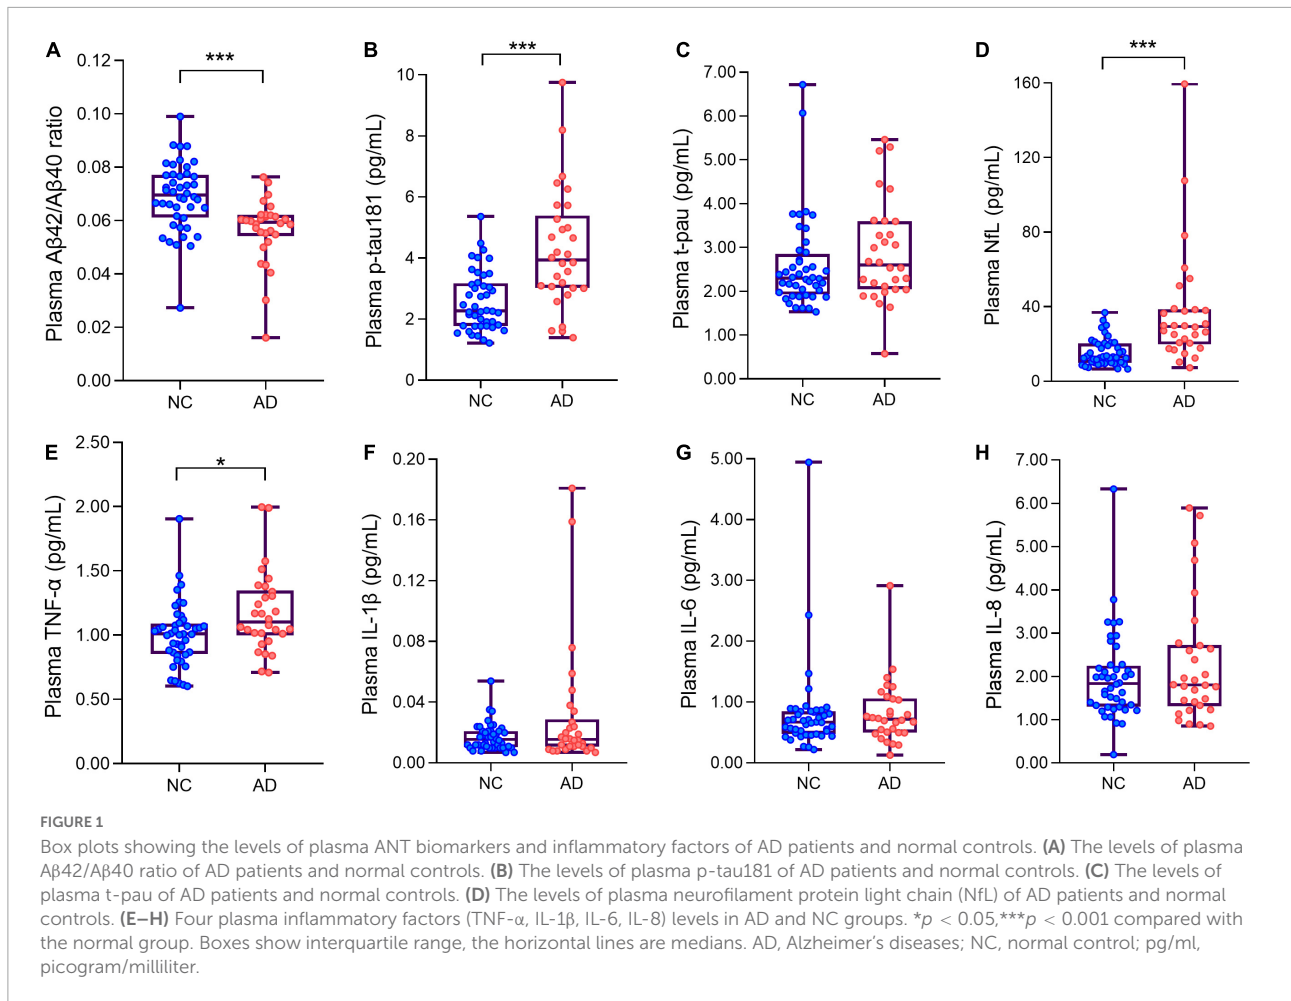 A
0.12
0.10
0.08
0.06
0.04
0.02
0.00
Plasma Aβ42/Aβ40 ratio
***
NC
AD
B
10
8
6
4
2
0
Plasma p-tau181 (pg/mL)
***
NC
AD
C
7.00
6.00
5.00
4.00
3.00
2.00
1.00
0.00
Plasma t-pau (pg/mL)
NC
AD
D
160
120
80
40
0
Plasma NfL (pg/mL)
***
NC
AD
E
2.50
2.00
1.50
1.00
0.50
0.00
Plasma TNF-α (pg/mL)
*
NC
AD
F
0.20
0.16
0.12
0.08
0.04
0.00
Plasma IL-1β (pg/mL)
NC
AD
G
5.00
4.00
3.00
2.00
1.00
0.00
Plasma IL-6 (pg/mL)
NC
AD
H
7.00
6.00
5.00
4.00
3.00
2.00
1.00
0.00
Plasma IL-8 (pg/mL)
NC
AD
FIGURE 1
Box plots showing the levels of plasma ANT biomarkers and inflammatory factors of AD patients and normal controls. (A) The levels of plasma
Aβ42/Aβ40 ratio of AD patients and normal controls. (B) The levels of plasma p-tau181 of AD patients and normal controls. (C) The levels of
plasma t-pau of AD patients and normal controls. (D) The levels of plasma neurofilament protein light chain (NfL) of AD patients and normal
controls. (E–H) Four plasma inflammatory factors (TNF-α, IL-1β, IL-6, IL-8) levels in AD and NC groups. *p < 0.05,***p < 0.001 compared with
the normal group. Boxes show interquartile range, the horizontal lines are medians. AD, Alzheimer's diseases; NC, normal control; pg/ml,
picogram/milliliter.